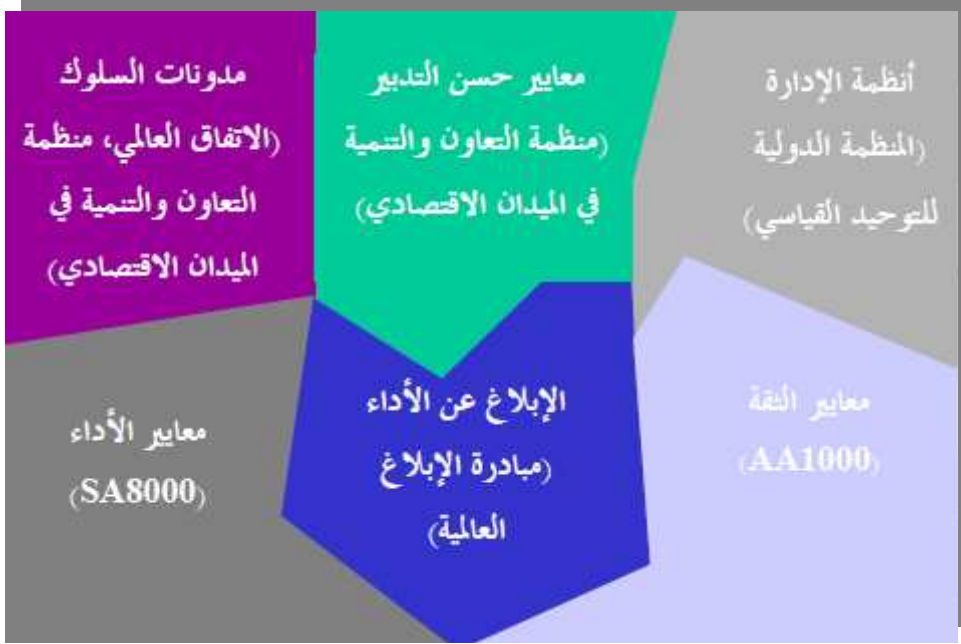 أنظمة الإدارة
(المنظمة الدولية
للتوحيد القياسي)
معايير حسن التدبير
(منظمة التعاون والتنمية
في الميدان الاقتصادي)
مدونات السلوك
(الاتفاق العالمي، منظمة
التعاون والتنمية في
الميدان الاقتصادي)
معايير الثقة
(AA1000)
الإبلاغ عن الأداء
(مبادرة الإبلاغ
العالمية)
معايير الأداء
(SA8000)